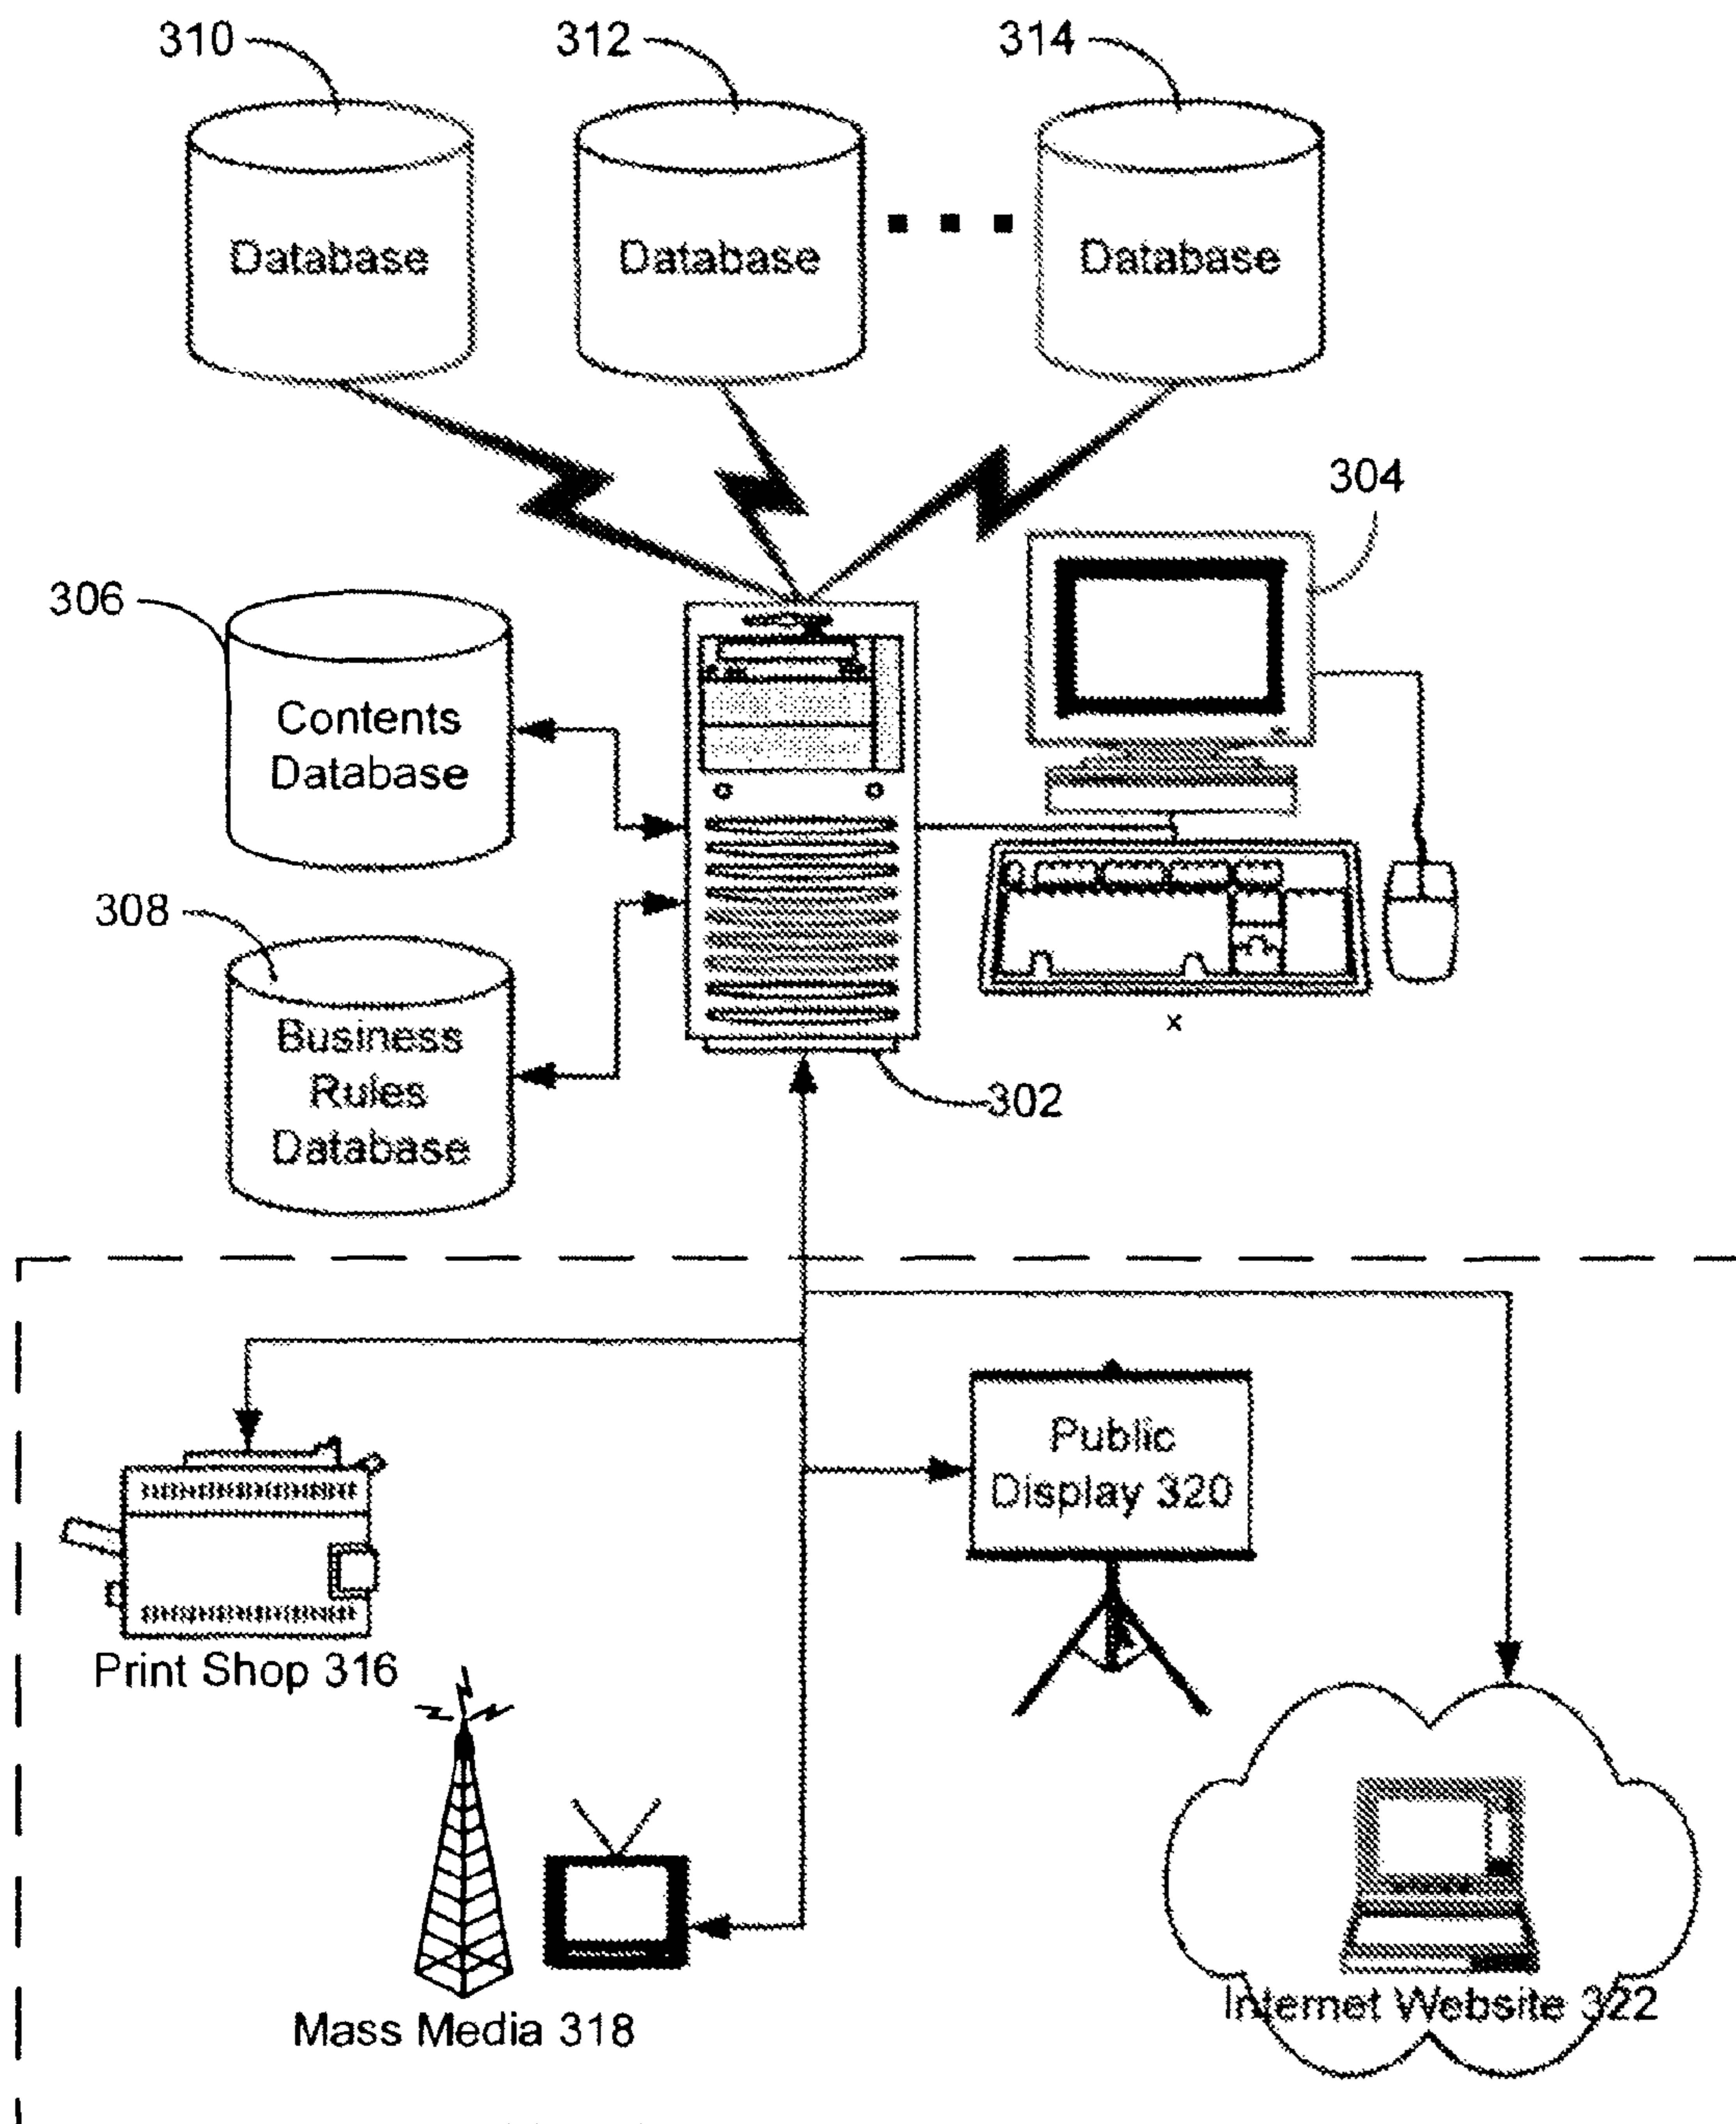 310
312
314
Database
Database
Database
304
306
Contents
Database
308
Business
Rules
Database
302
x
Public
Display 320
Print Shop 316
Mass Media 318
Internet Website 322